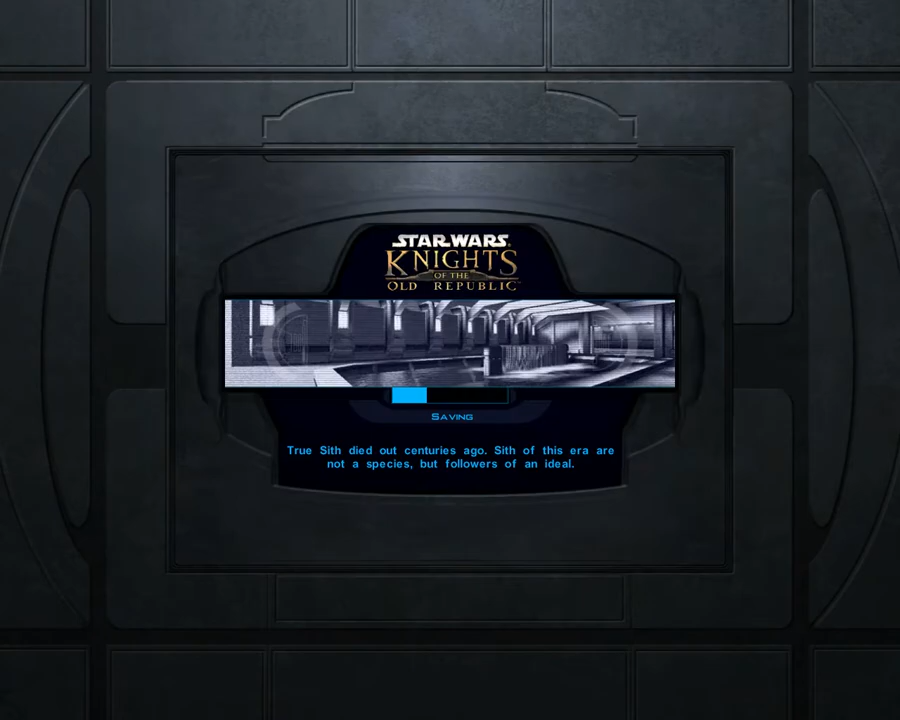 STAR WARS
KNIGHTS
OF THE
OLD REPUBLIC™
SAVING
True Sith died out centuries ago. Sith of this era are
not a species, but followers of an ideal.